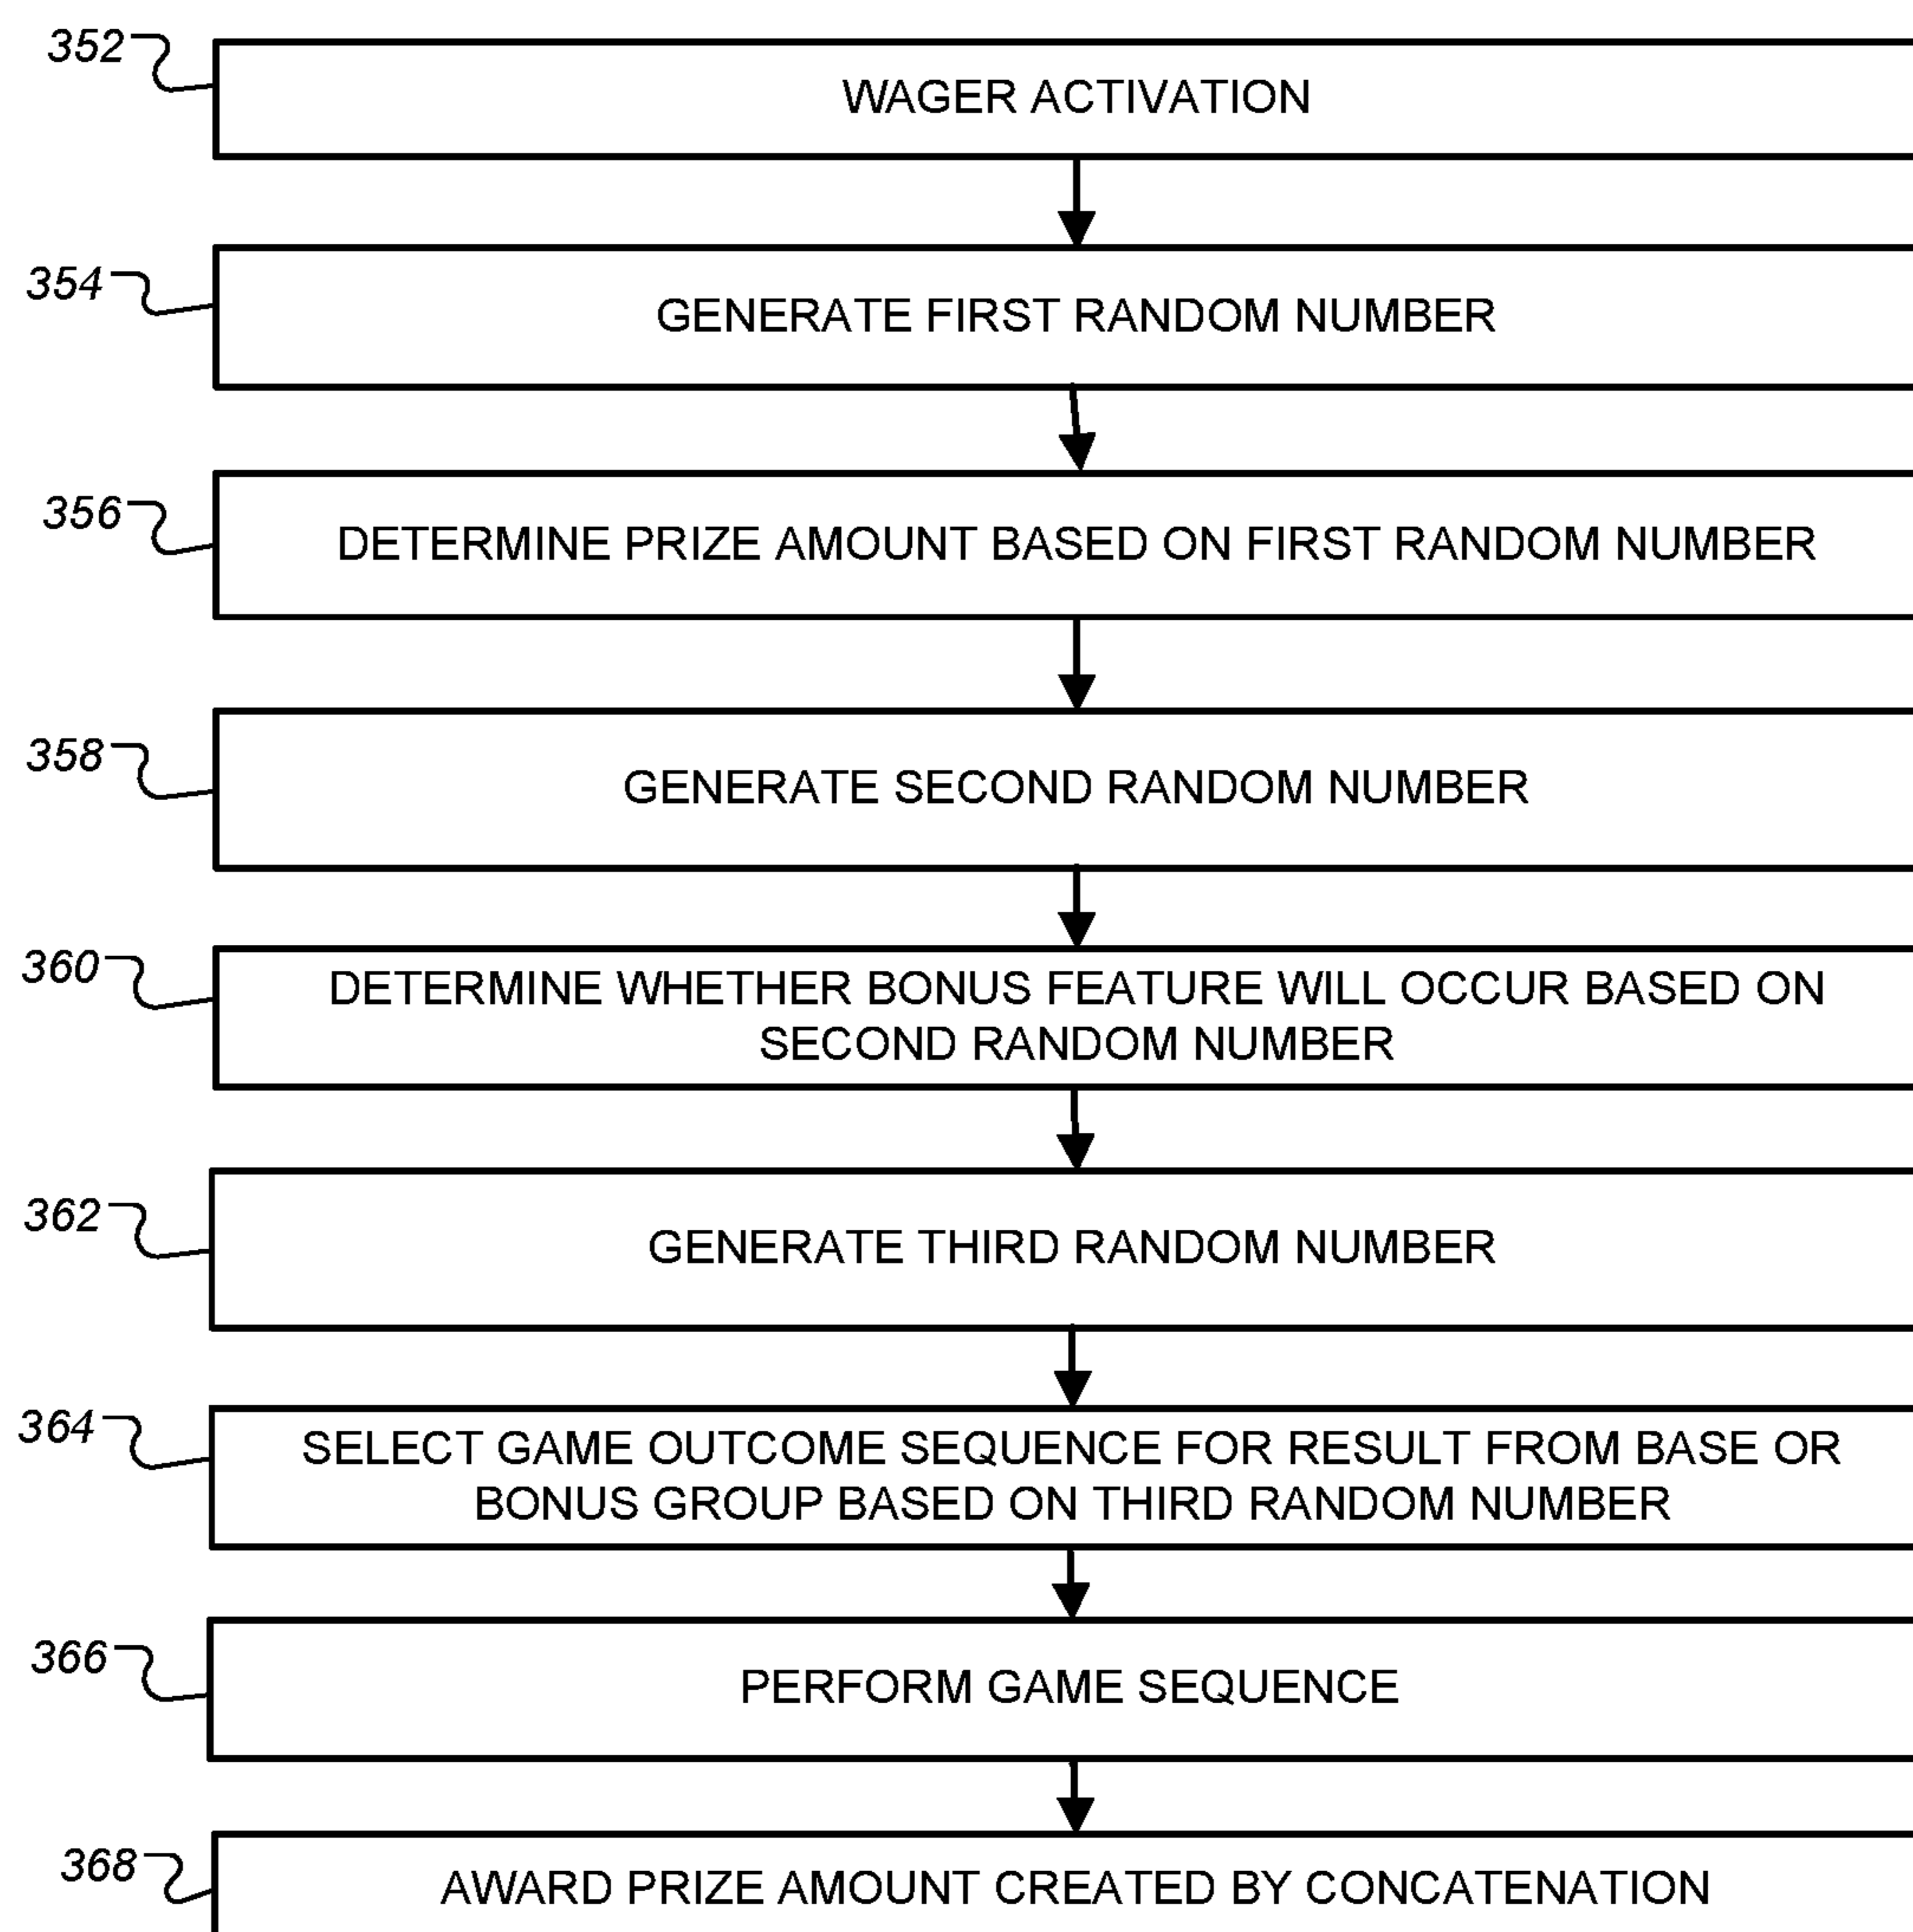 352
WAGER ACTIVATION
354
GENERATE FIRST RANDOM NUMBER
356
DETERMINE PRIZE AMOUNT BASED ON FIRST RANDOM NUMBER
358
GENERATE SECOND RANDOM NUMBER
360
DETERMINE WHETHER BONUS FEATURE WILL OCCUR BASED ON
SECOND RANDOM NUMBER
362
GENERATE THIRD RANDOM NUMBER
364
SELECT GAME OUTCOME SEQUENCE FOR RESULT FROM BASE OR
BONUS GROUP BASED ON THIRD RANDOM NUMBER
366
PERFORM GAME SEQUENCE
368
AWARD PRIZE AMOUNT CREATED BY CONCATENATION